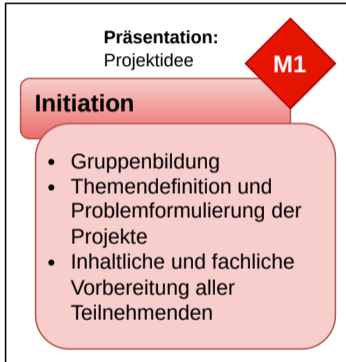 Präsentation:
Projektidee
M1
Initiation
• Gruppenbildung
• Themendefinition und
Problemformulierung der
Projekte
• Inhaltliche und fachliche
Vorbereitung aller
Teilnehmenden